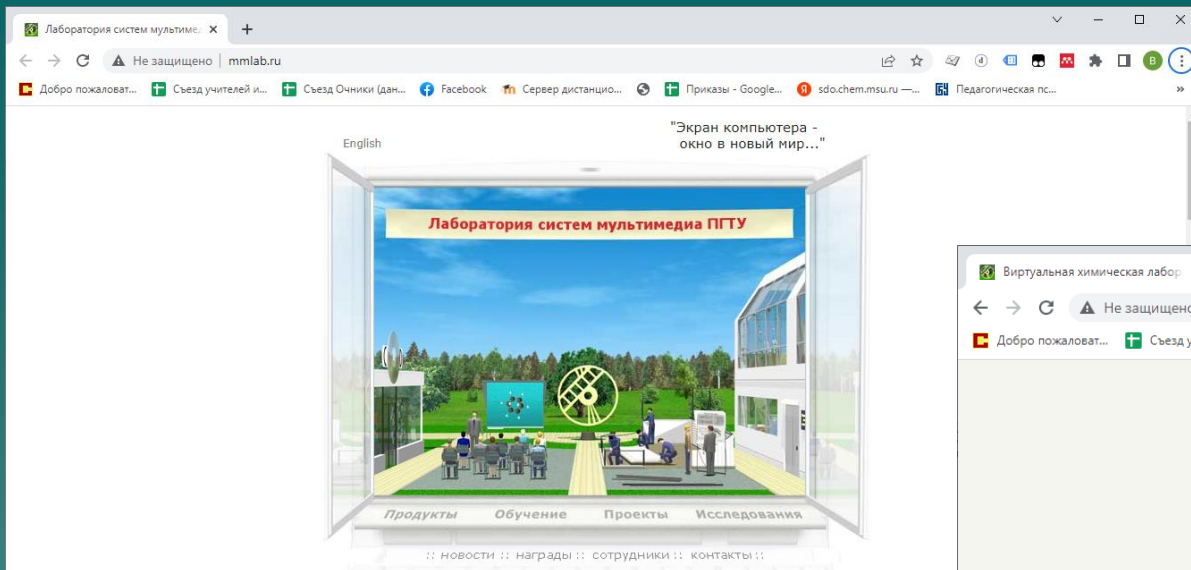 Лаборатория систем мультимед
Не защищено | mmlab.ru
Добро пожаловат... Съезд учителей и... Съезд Очники (дан... Facebook Сервер дистанцио... Приказы - Google... sdo.chem.msu.ru —... Педагогическая пс... »
English
"Экран компьютера -
окно в новый мир..."
Лаборатория систем мультимедиа ПГТУ
Продукты Обучение Проекты Исследования
:: новости :: награды :: сотрудники :: контакты ::
Виртуальная химическая лабор
Не защищено
Добро пожаловат... Съезд у